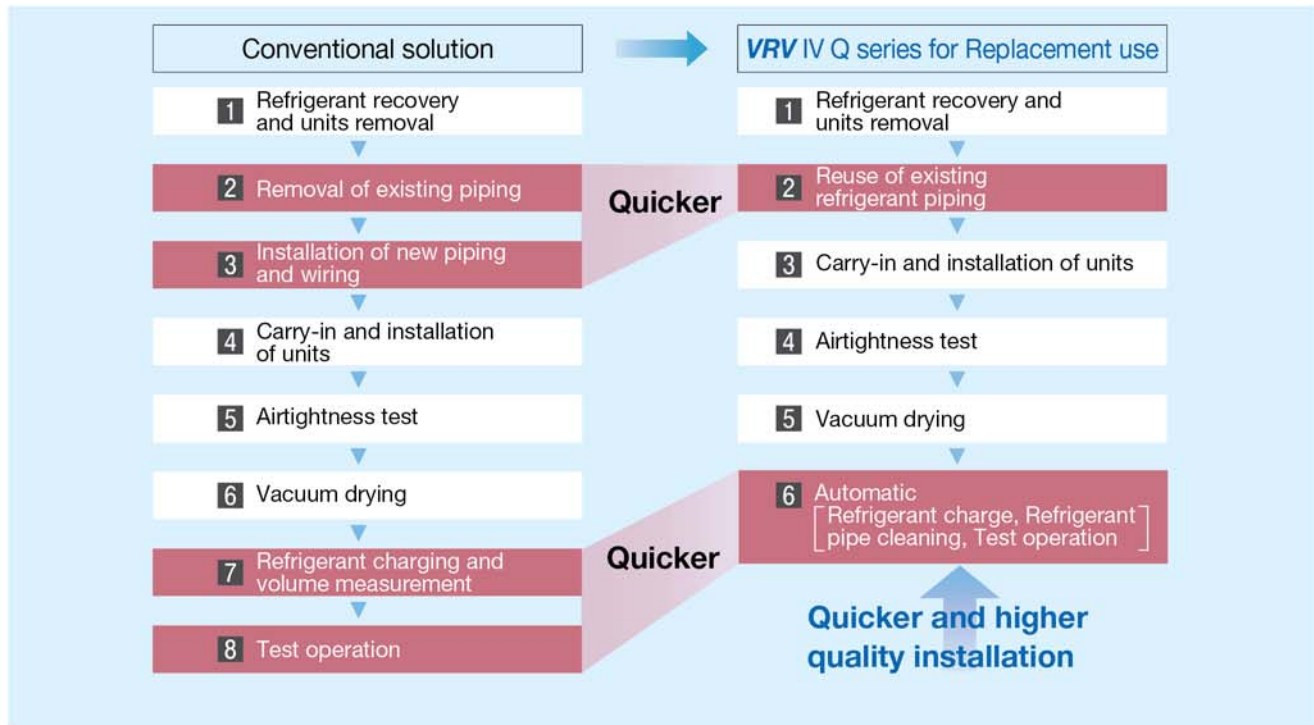 Conventional solution
1 Refrigerant recovery
and units removal
2 Removal of existing piping
3 Installation of new piping
and wiring
4 Carry-in and installation
of units
5 Airtightness test
6 Vacuum drying
7 Refrigerant charging and
volume measurement
8 Test operation
Quicker
Quicker
VRV IV Q series for Replacement use
1 Refrigerant recovery and
units removal
2 Reuse of existing
refrigerant piping
3 Carry-in and installation of units
4 Airtightness test
5 Vacuum drying
6 Automatic
[Refrigerant charge, Refrigerant
pipe cleaning, Test operation]
Quicker and higher
quality installation